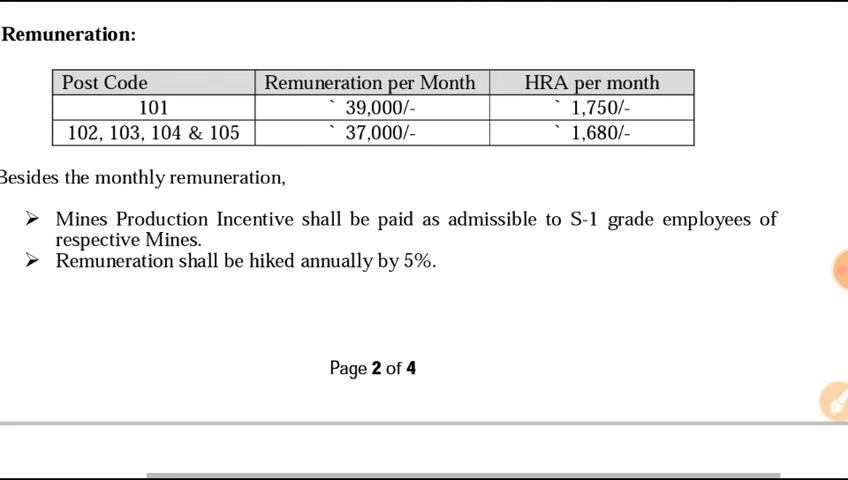 Remuneration:
Post Code Remuneration per Month HRA per month
101 ` 39,000/- ` 1,750/-
102, 103, 104 & 105 ` 37,000/- ` 1,680/-
Besides the monthly remuneration,
➢ Mines Production Incentive shall be paid as admissible to S-1 grade employees of
respective Mines.
➢ Remuneration shall be hiked annually by 5%.
Page 2 of 4